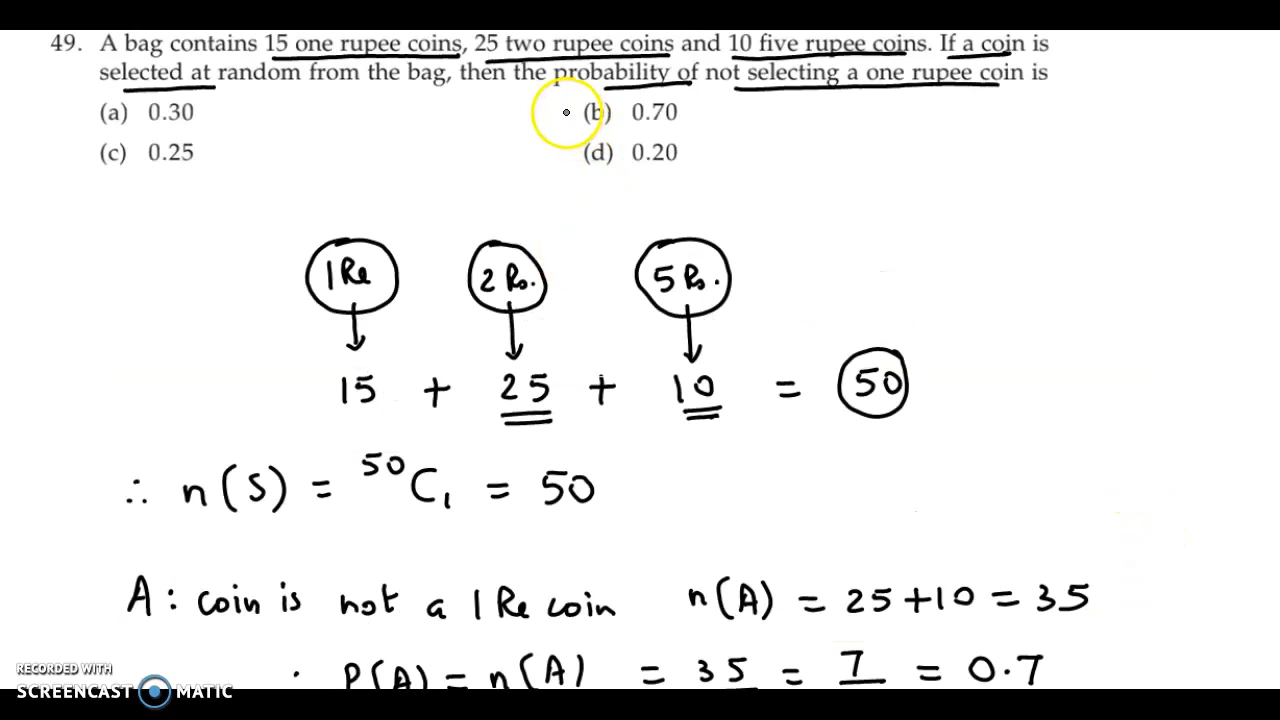 49. A bag contains 15 one rupee coins, 25 two rupee coins and 10 five rupee coins. If a coin is
selected at random from the bag, then the probability of not selecting a one rupee coin is
(a) 0.30 (b) 0.70
(c) 0.25 (d) 0.20
1 Re 2 Rs. 5 Rs.
15 + 25 + 10 = 50
∴ n(S) = ⁵⁰C₁ = 50
A : coin is not a 1 Re coin n(A) = 25+10 = 35
P(A) = n(A) = 35 = 7 = 0.7
RECORDED WITH
SCREENCAST MATIC